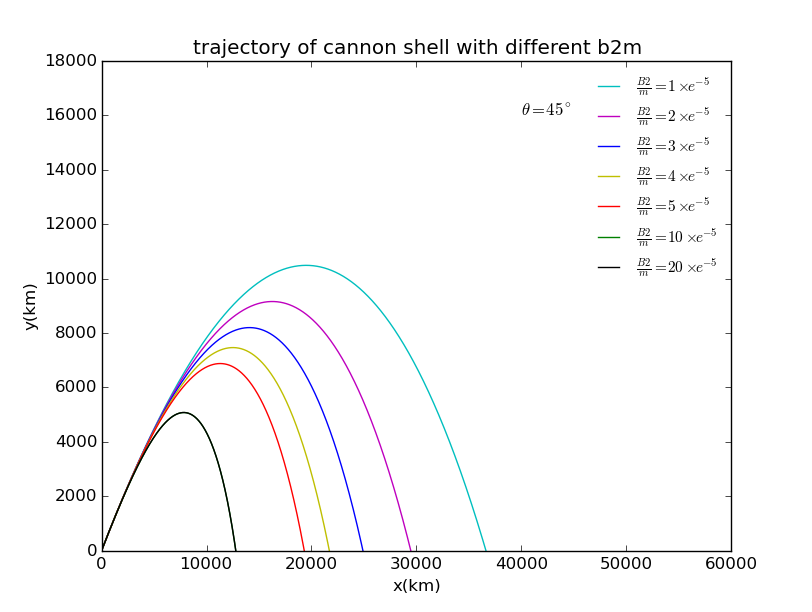 trajectory of cannon shell with different b2m
18000
16000
14000
12000
10000
8000
6000
4000
2000
0
y(km)
θ=45°
B2/m=1×e⁻⁵
B2/m=2×e⁻⁵
B2/m=3×e⁻⁵
B2/m=4×e⁻⁵
B2/m=5×e⁻⁵
B2/m=10×e⁻⁵
B2/m=20×e⁻⁵
0 10000 20000 30000 40000 50000 60000
x(km)